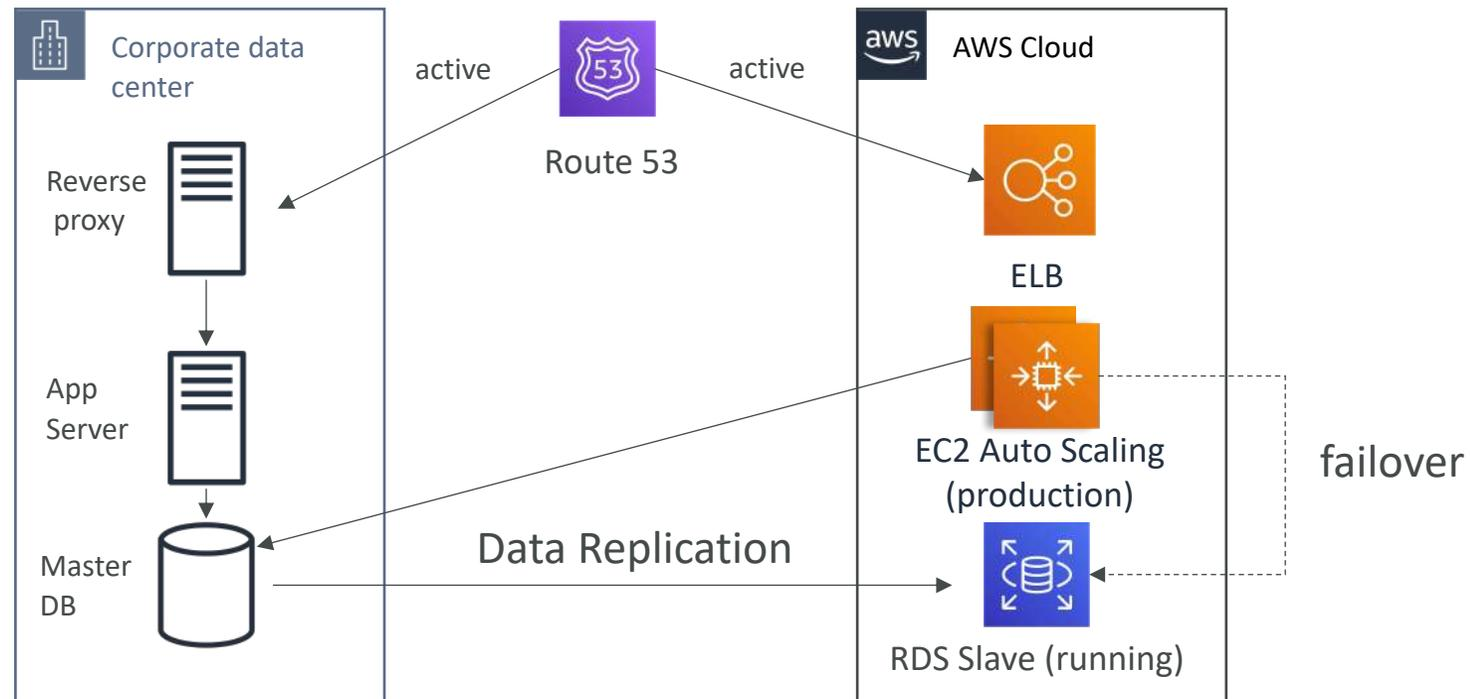 Corporate data
center
active
53
active
aws
AWS Cloud
Route 53
Reverse
proxy
ELB
App
Server
EC2 Auto Scaling
(production)
failover
Master
DB
Data Replication
RDS Slave (running)